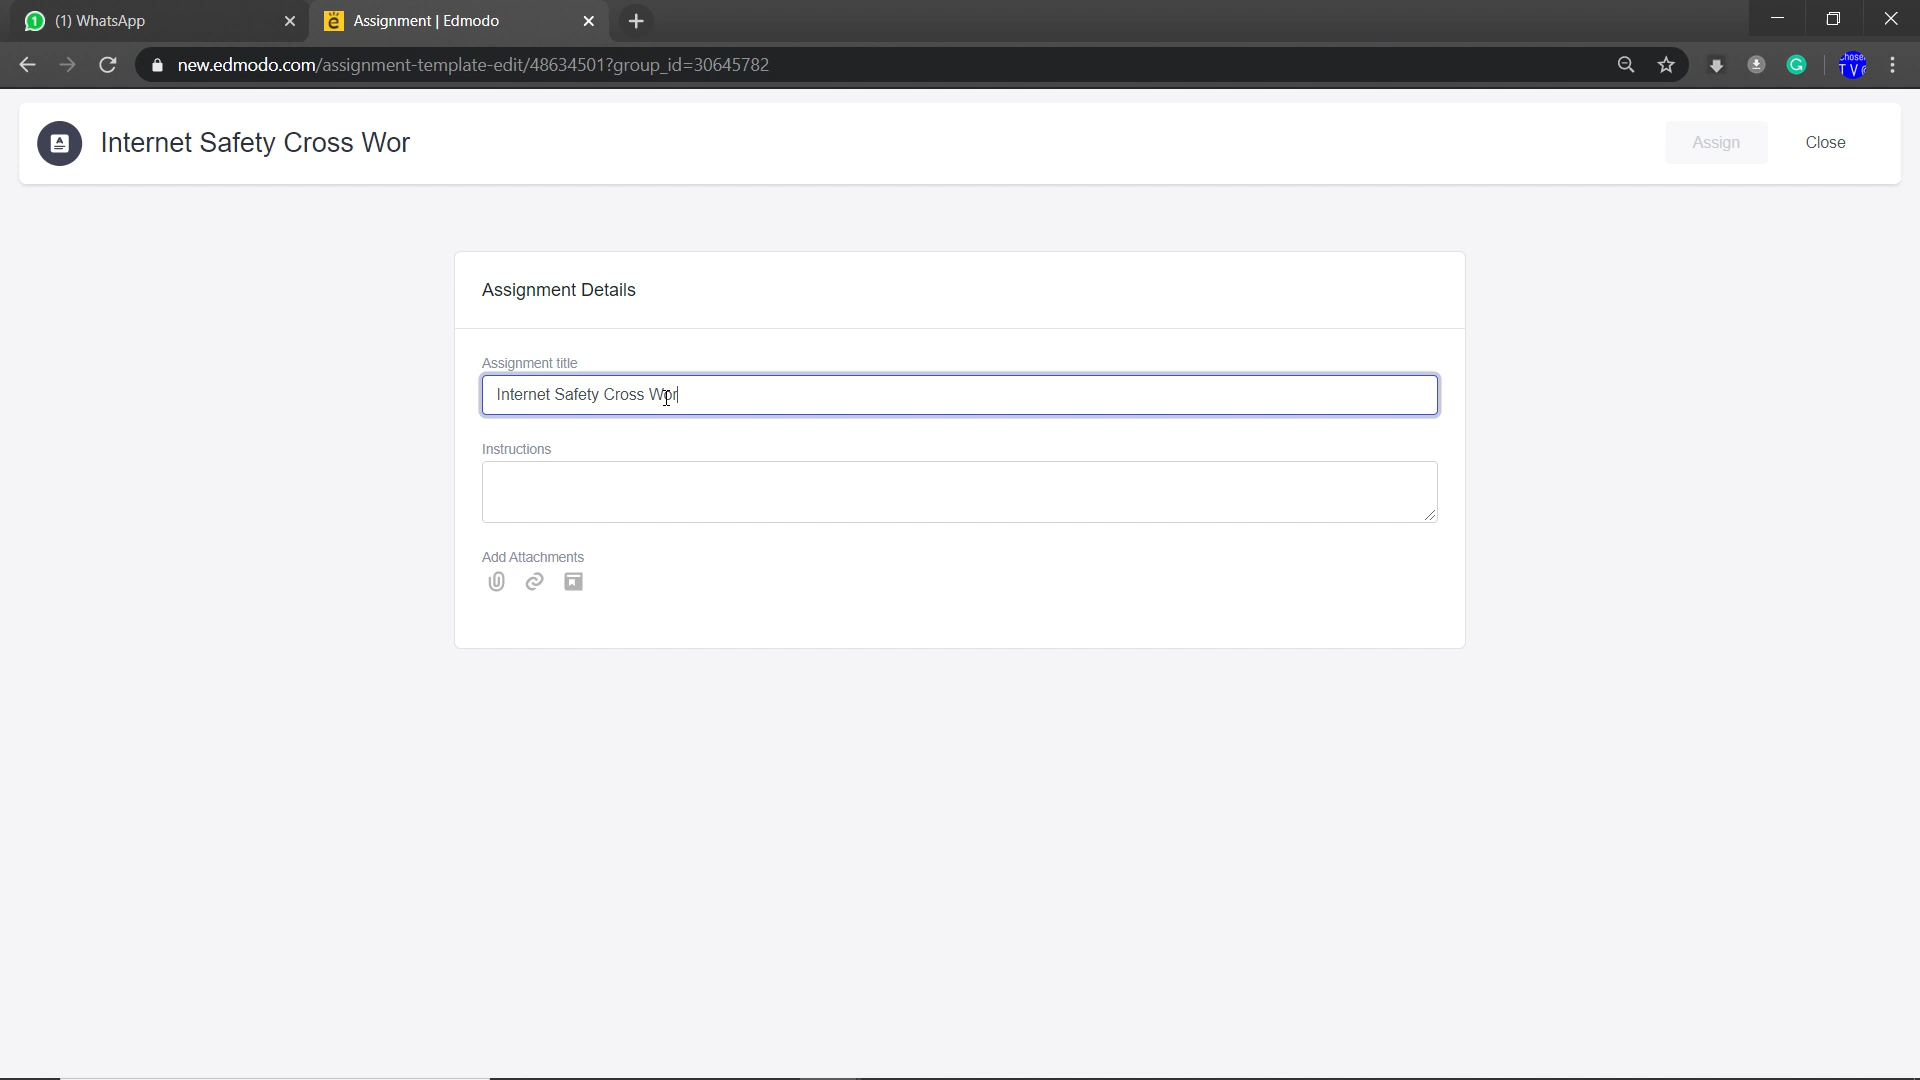 (1) WhatsApp
Assignment | Edmodo
new.edmodo.com/assignment-template-edit/48634501?group_id=30645782
Internet Safety Cross Wor
Assign
Close
Assignment Details
Assignment title
Internet Safety Cross Wor
Instructions
Add Attachments